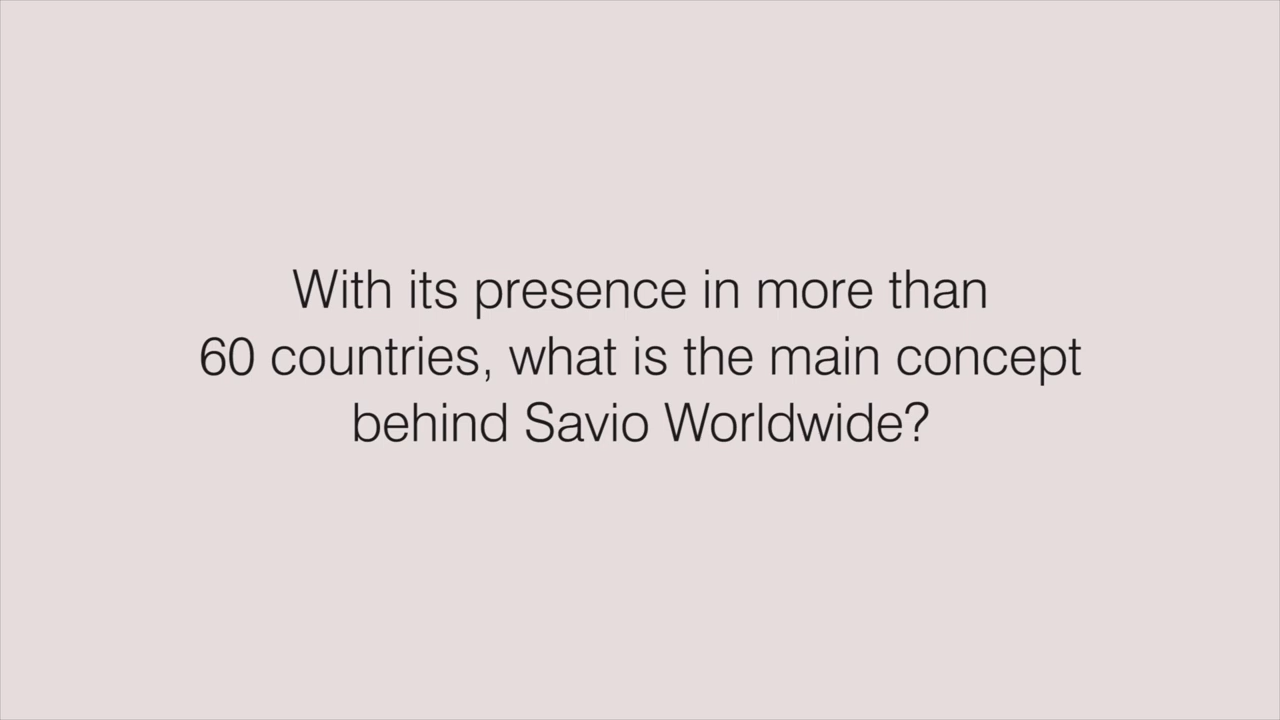 With its presence in more than
60 countries, what is the main concept
behind Savio Worldwide?